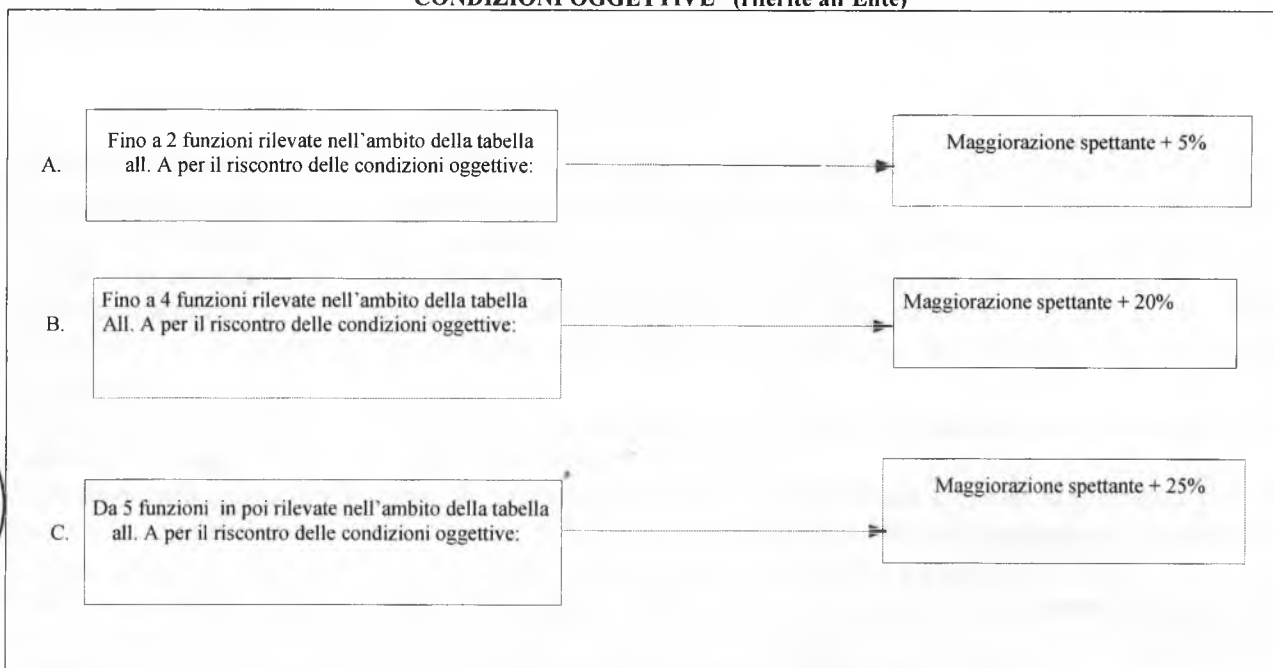 CONDIZIONI OGGETTIVE (riferite all'Ente)
A.
Fino a 2 funzioni rilevate nell'ambito della tabella
all. A per il riscontro delle condizioni oggettive:
Maggiorazione spettante + 5%
B.
Fino a 4 funzioni rilevate nell'ambito della tabella
All. A per il riscontro delle condizioni oggettive:
Maggiorazione spettante + 20%
C.
Da 5 funzioni in poi rilevate nell'ambito della tabella
all. A per il riscontro delle condizioni oggettive:
Maggiorazione spettante + 25%